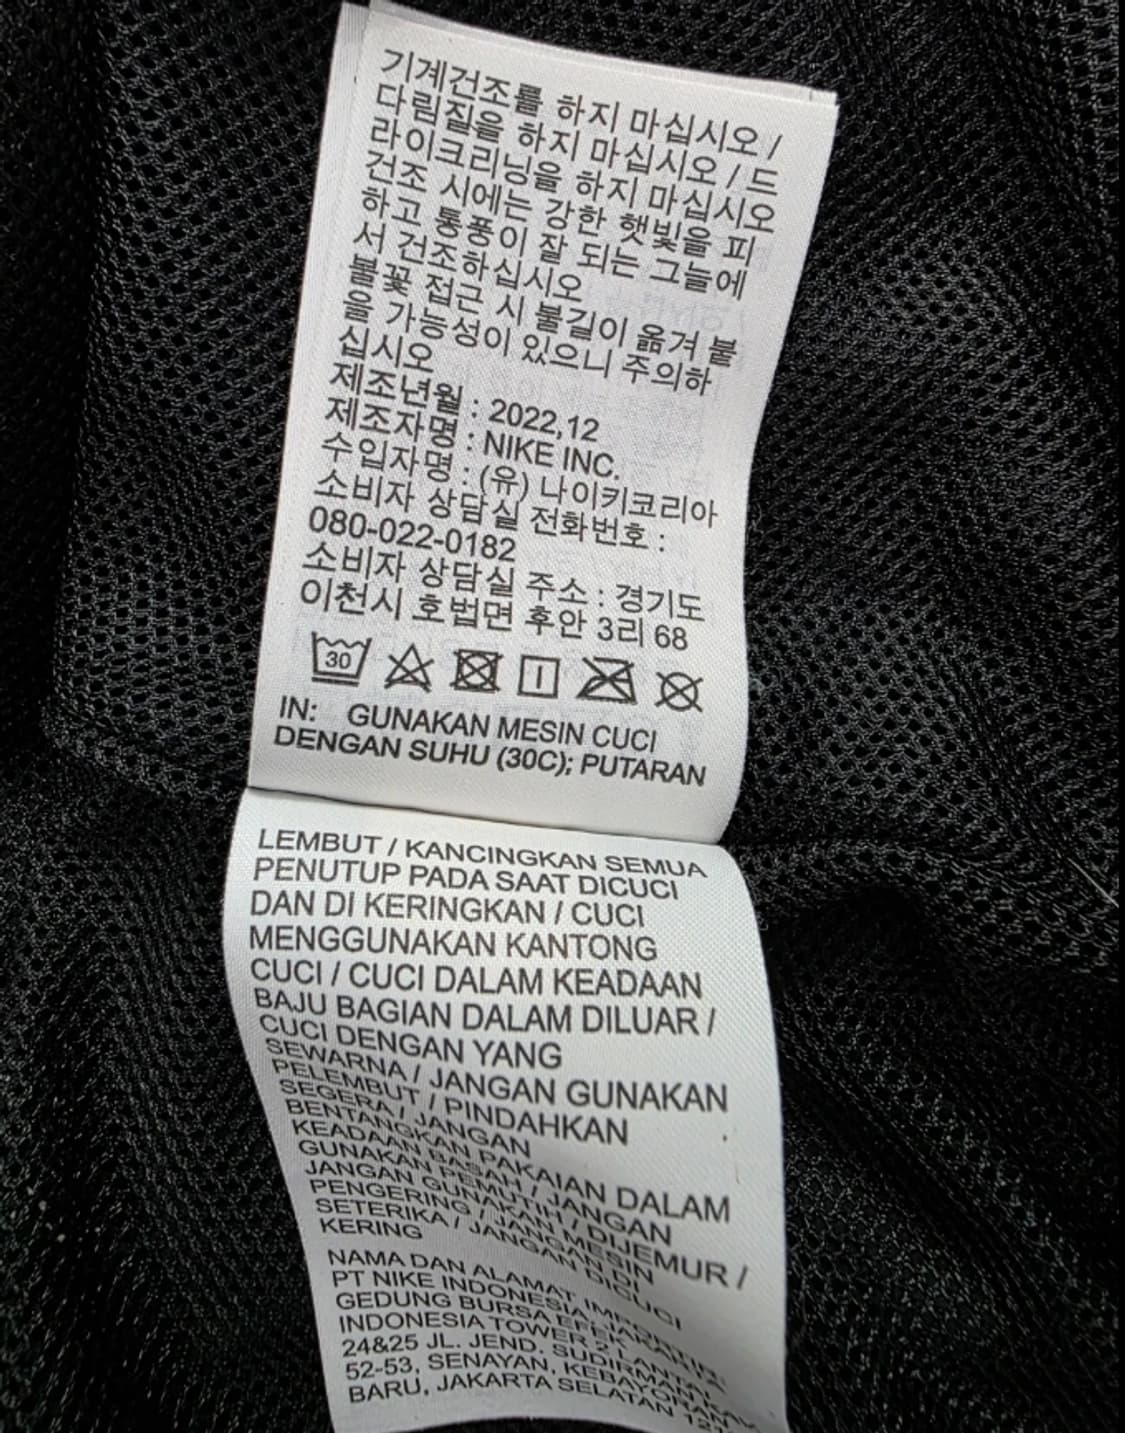 기계건조를 하지 마십시오 /
다림질을 하지 마십시오 / 드
라이크리닝을 하지 마십시오
건조 시에는 강한 햇빛을 피
하고 통풍이 잘 되는 그늘에
서 건조하십시오
불꽃 접근 시 불길이 옮겨 붙
을 가능성이 있으니 주의하
십시오
제조년월 : 2022,12
제조자명 : NIKE INC.
수입자명 : (유) 나이키코리아
소비자 상담실 전화번호 :
080-022-0182
소비자 상담실 주소 : 경기도
이천시 호법면 후안 3리 68
30
IN: GUNAKAN MESIN CUCI
DENGAN SUHU (30C); PUTARAN
LEMBUT / KANCINGKAN SEMUA
PENUTUP PADA SAAT DICUCI
DAN DI KERINGKAN / CUCI
MENGGUNAKAN KANTONG
CUCI / CUCI DALAM KEADAAN
BAJU BAGIAN DALAM DILUAR /
CUCI DENGAN YANG
SEWARNA / JANGAN GUNAKAN
PELEMBUT / PINDAHKAN
SEGERA / JANGAN
BENTANGKAN PAKAIAN DALAM
KEADAAN BASAH / JANGAN
GUNAKAN PEMUTIH / DIJEMUR /
JANGAN GUNAKAN MESIN
PENGERING / JANGAN DI
SETERIKA / JANGAN DICUCI
KERING
NAMA DAN ALAMAT IMPORTIR:
PT NIKE INDONESIA, JAKARTA
GEDUNG BURSA EFEK
INDONESIA TOWER 2 LANTAI
24&25 JL. JEND. SUDIRMAN KAV
52-53, SENAYAN, KEBAYORAN
BARU, JAKARTA SELATAN